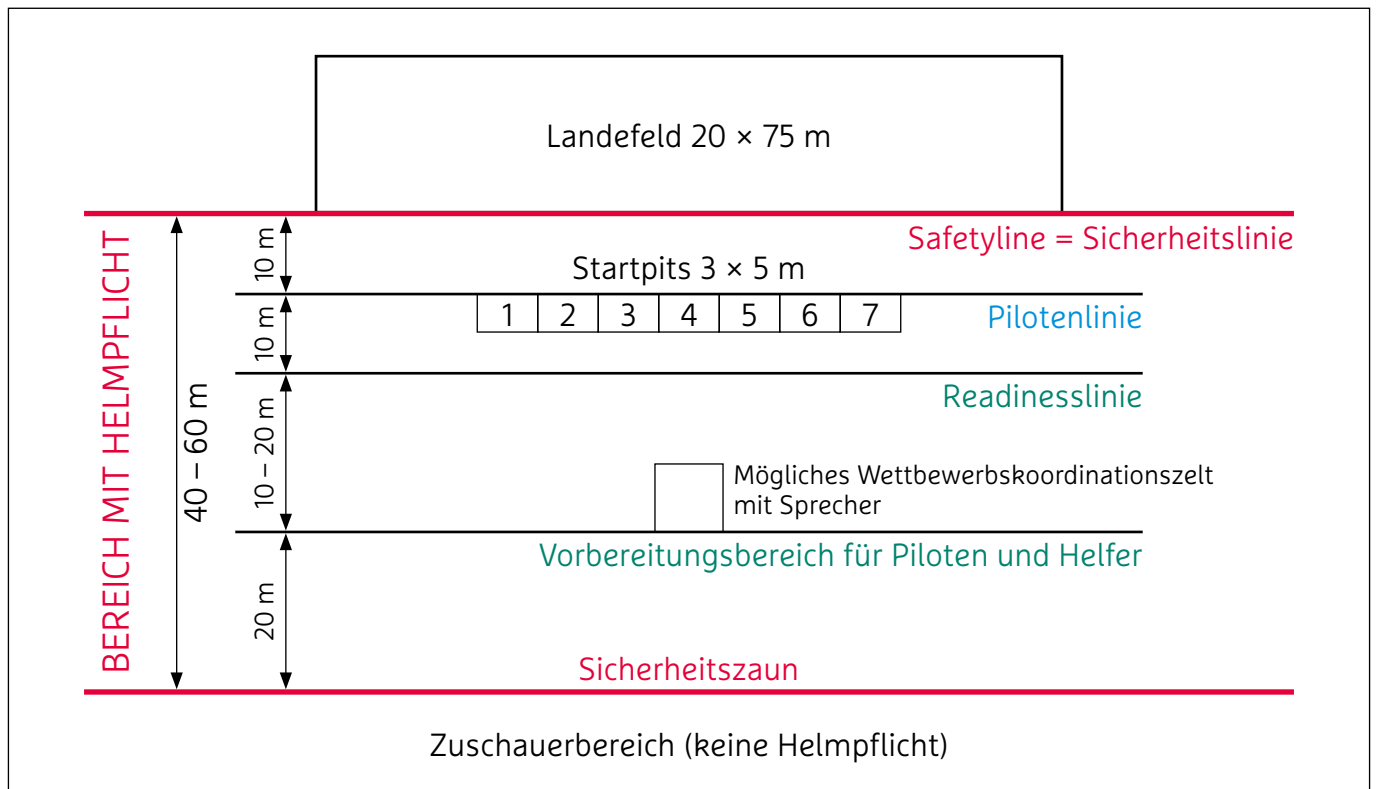 Landefeld 20 × 75 m
Safetyline = Sicherheitslinie
BEREICH MIT HELMPFLICHT
40 – 60 m
10 m
Startpits 3 × 5 m
1 2 3 4 5 6 7
Pilotenlinie
10 m
Readinesslinie
10 – 20 m
Mögliches Wettbewerbskoordinationszelt
mit Sprecher
Vorbereitungsbereich für Piloten und Helfer
20 m
Sicherheitszaun
Zuschauerbereich (keine Helmpflicht)